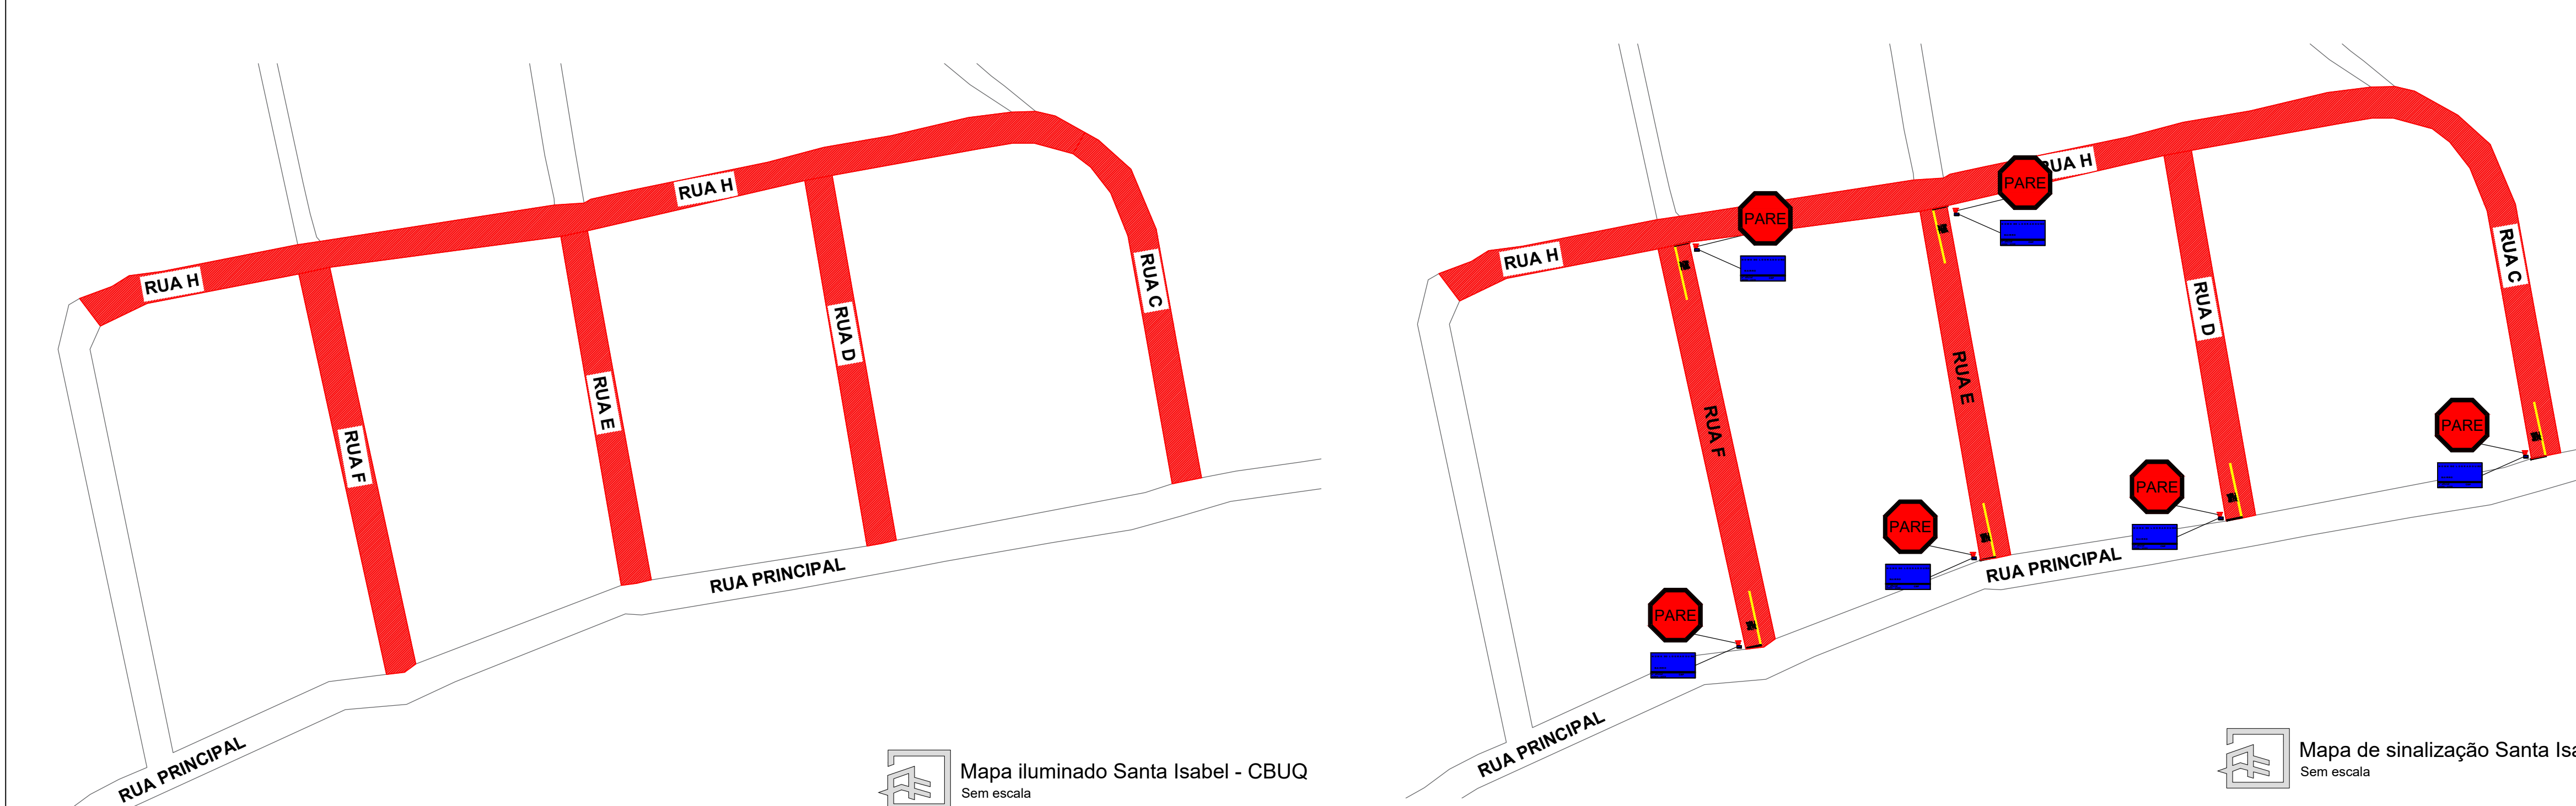 RUA H
RUA H
RUA F
RUA E
RUA D
RUA C
RUA PRINCIPAL
RUA PRINCIPAL
Mapa iluminado Santa Isabel - CBUQ
Sem escala
RUA H
RUA H
PARE
PARE
RUA F
RUA E
RUA D
RUA C
PARE
PARE
PARE
PARE
RUA PRINCIPAL
RUA PRINCIPAL
Mapa de sinalização Santa Isa
Sem escala